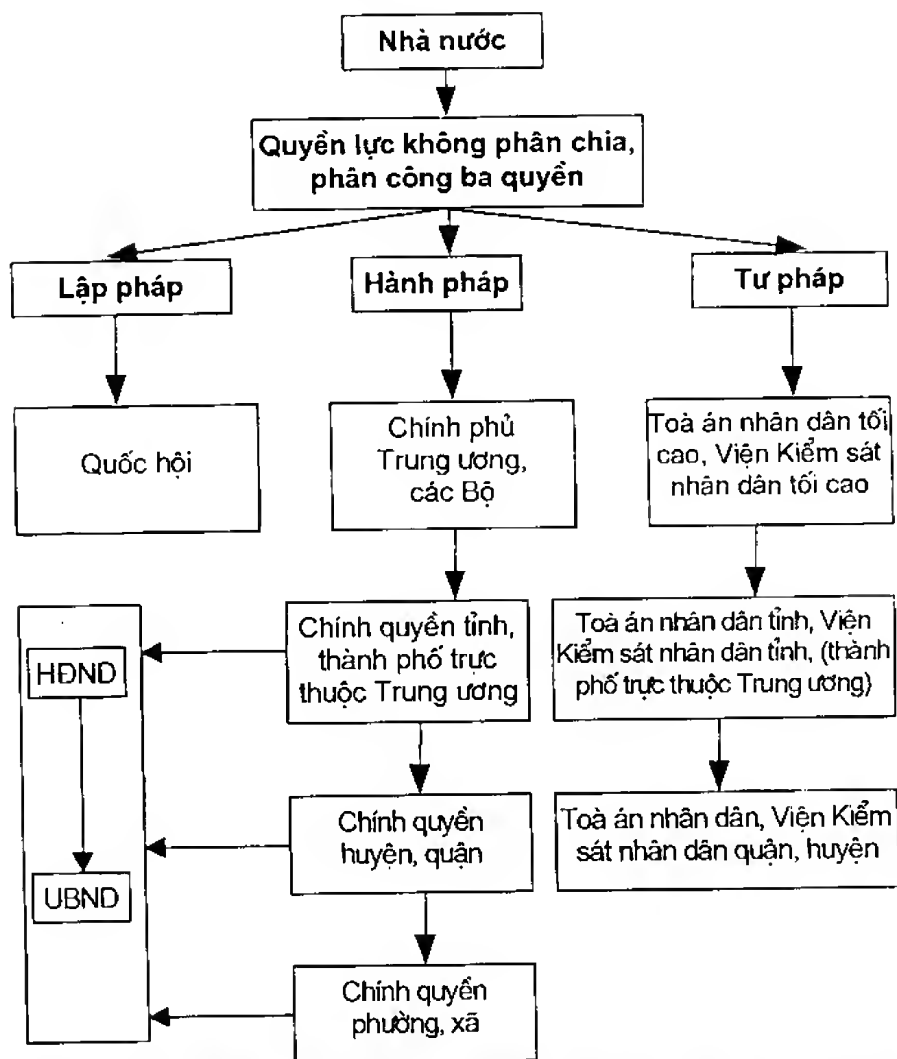 Nhà nước
Quyền lực không phân chia,
phân công ba quyền
Lập pháp
Hành pháp
Tư pháp
Quốc hội
Chính phủ
Trung ương,
các Bộ
Toà án nhân dân tối
cao, Viện Kiểm sát
nhân dân tối cao
HĐND
UBND
Chính quyền tỉnh,
thành phố trực
thuộc Trung ương
Toà án nhân dân tỉnh, Viện
Kiểm sát nhân dân tỉnh, (thành
phố trực thuộc Trung ương)
Chính quyền
huyện, quận
Toà án nhân dân, Viện Kiểm
sát nhân dân quận, huyện
Chính quyền
phường, xã